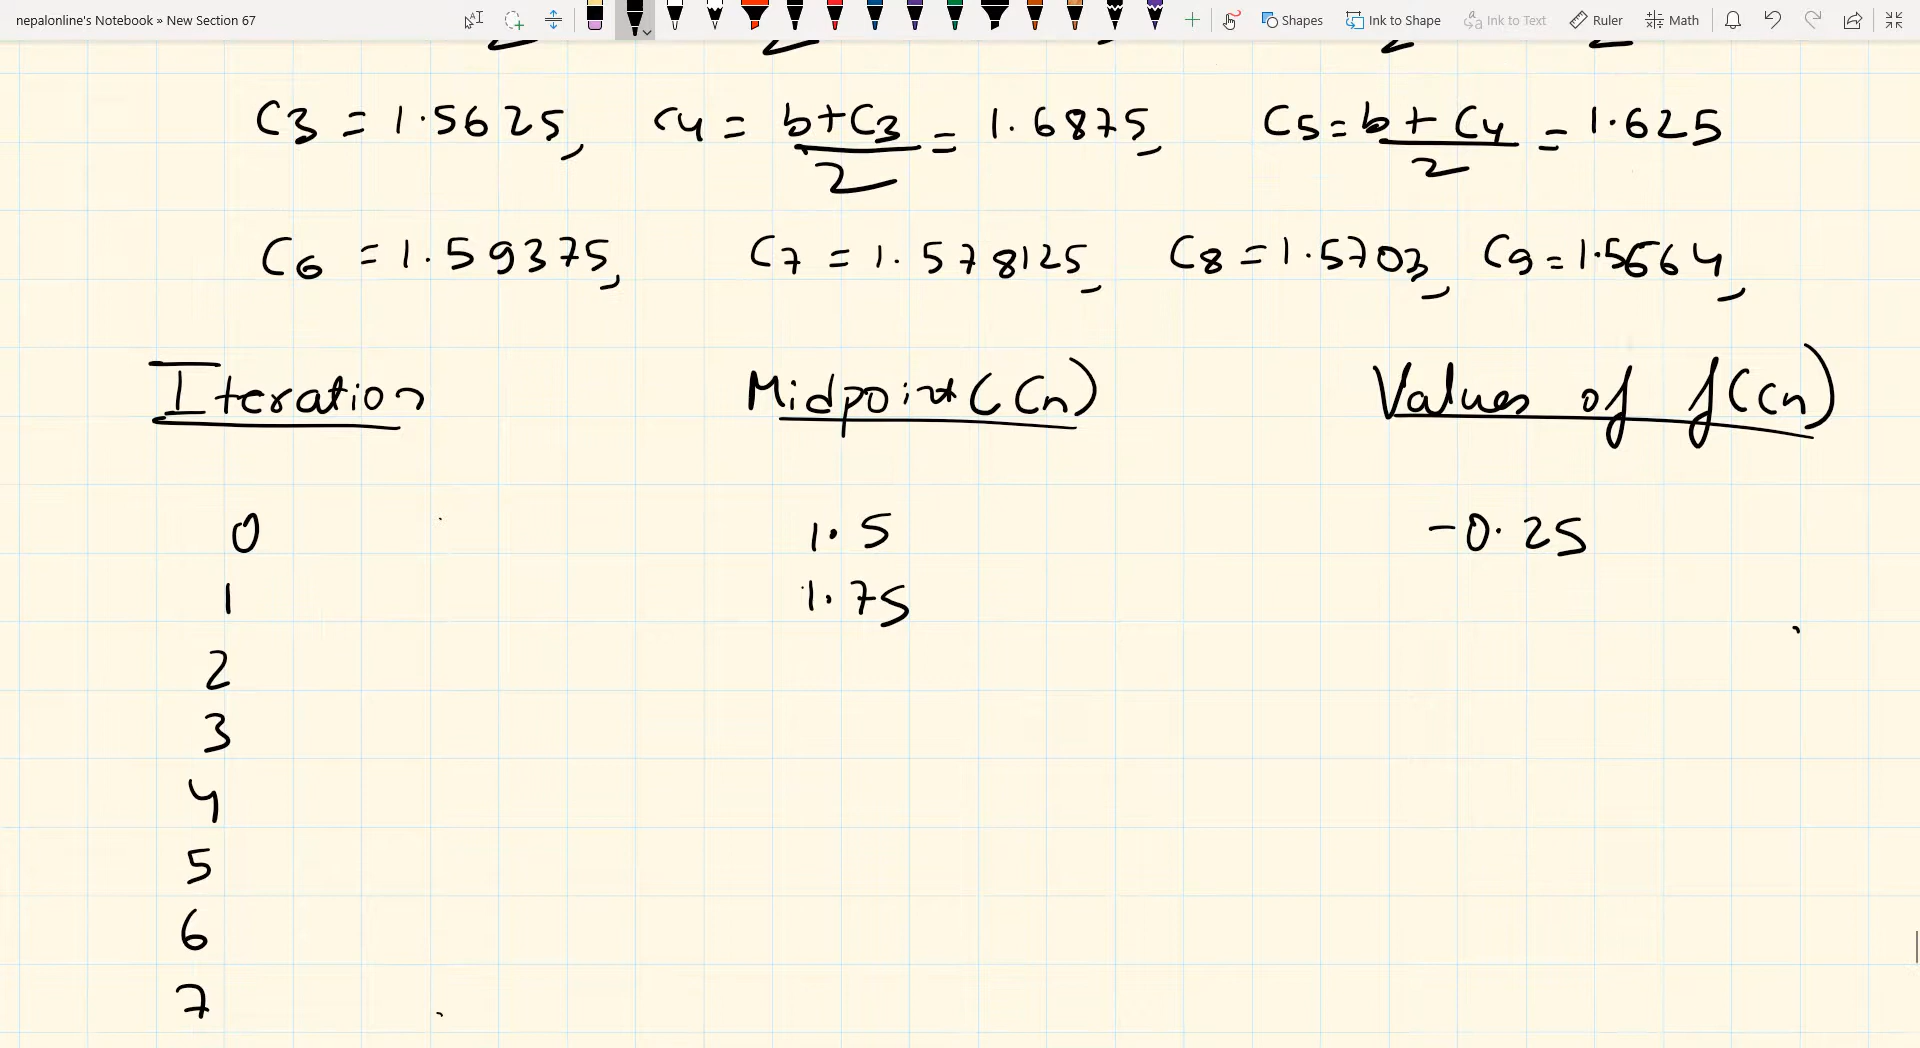 nepalonline's Notebook » New Section 67
Shapes Ink to Shape Ink to Text Ruler Math
C3 = 1.5625, C4 = b+C3/2 = 1.6875, C5 = b+C4/2 = 1.625
C6 = 1.59375, C7 = 1.578125, C8 = 1.5703, C9 = 1.5664,
Iteration Midpoint (Cn) Values of f(Cn)
0 1.5 -0.25
1 1.75
2
3
4
5
6
7